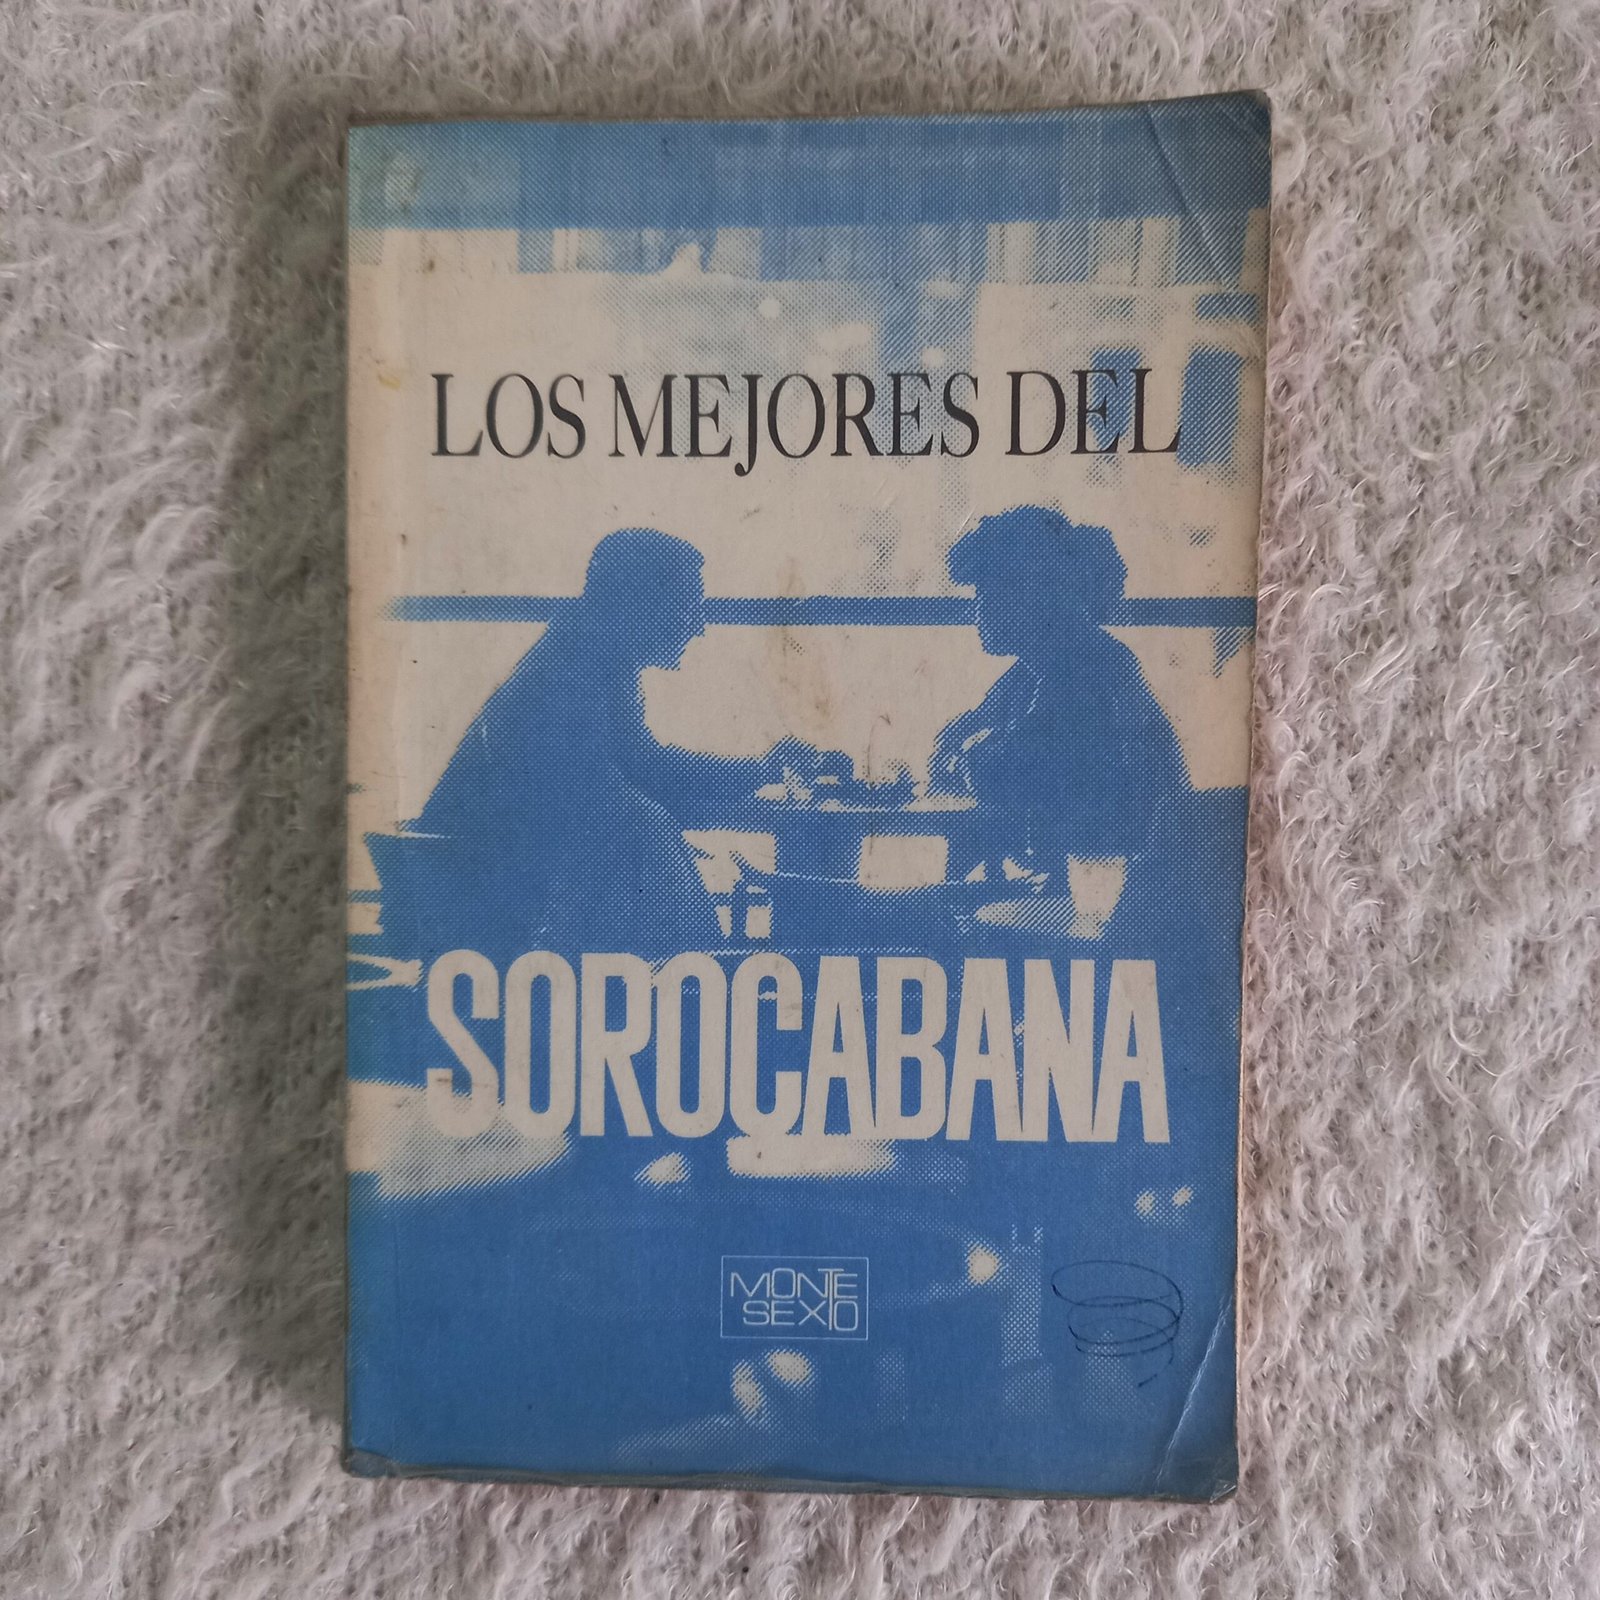 LOS MEJORES DEL
SOROCABANA
MONTE
SEXTO